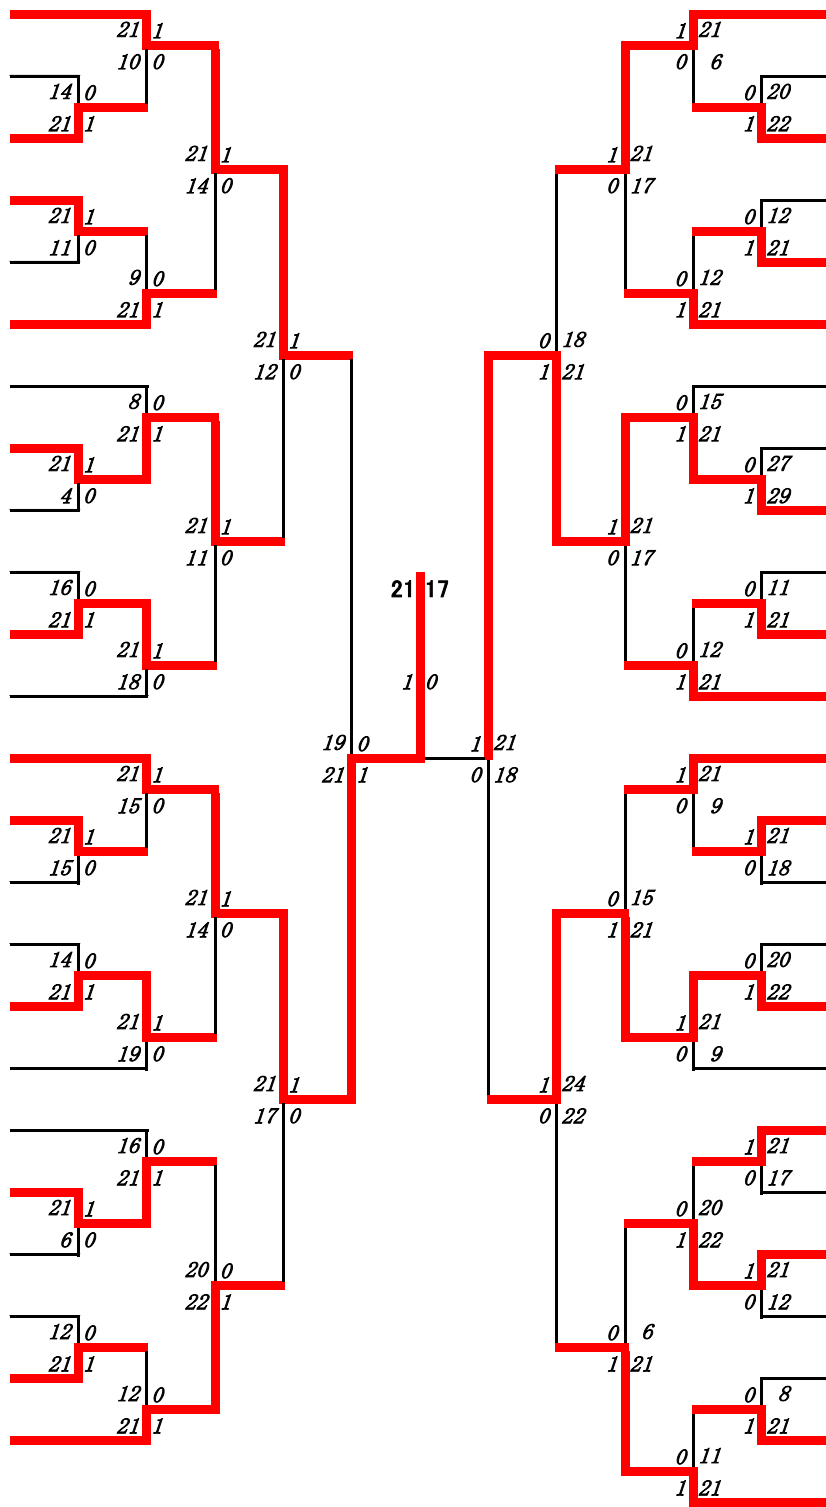 21 1 1 21
10 0 0 6
14 0 0 20
21 1 1 22
21 1 1 21
14 0 0 17
21 1 0 12
11 0 1 21
9 0 0 12
21 1 1 21
21 1 0 18
12 0 1 21
8 0 0 15
21 1 1 21
21 1 0 27
4 0 1 29
21 1 1 21
11 0 0 17
16 0 21 17 0 11
21 1 1 21
21 1 0 12
18 0 1 0 1 21
19 0 1 21
21 1 0 18
21 1 1 21
15 0 0 9
21 1 1 21
15 0 0 18
21 1 0 15
14 0 1 21
14 0 0 20
21 1 1 22
21 1 1 21
19 0 0 9
21 1 1 24
17 0 0 22
16 0 1 21
21 1 0 17
21 1 0 20
6 0 1 22
20 0 1 21
22 1 0 12
12 0 0 6
21 1 1 21
12 0 0 8
21 1 1 21
0 11
1 21